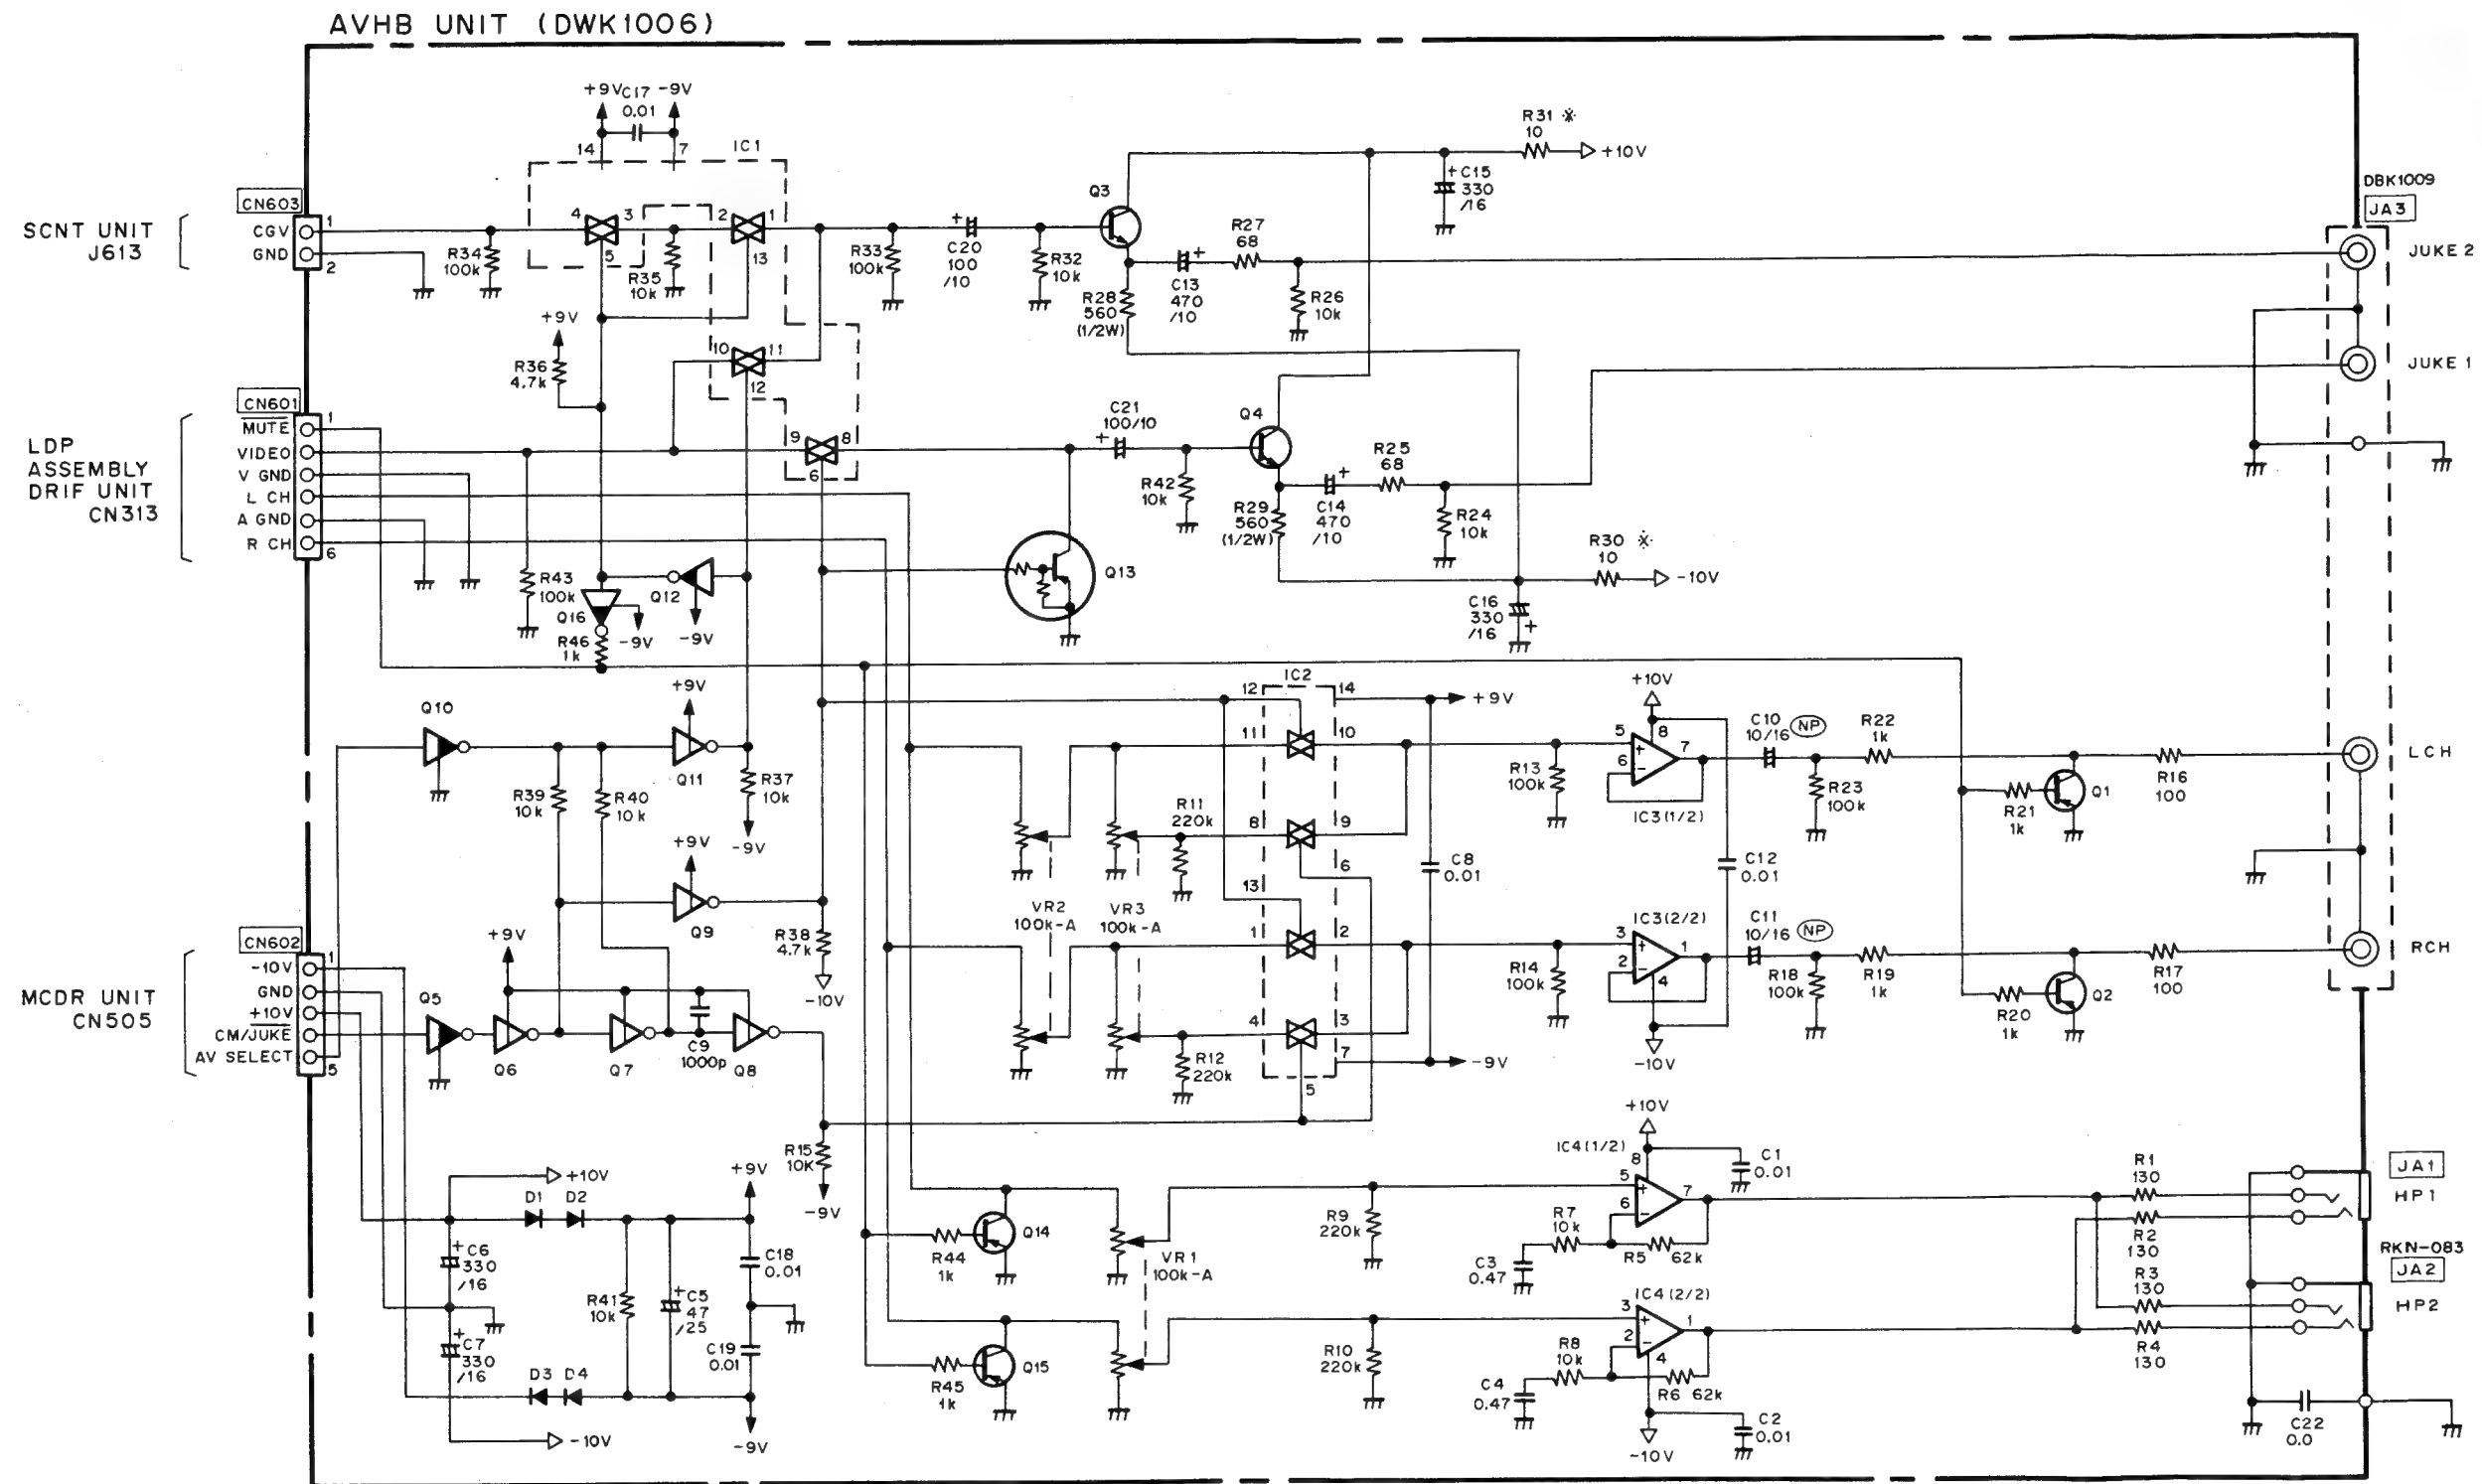 AVHB UNIT (DWK1006)
+9V
C17
0.01
-9V
14
7
IC1
SCNT UNIT
J613
CN603
CGV
GND
1
2
R34
100k
4
3
5
R35
10k
2
1
13
R33
100k
C20
100
/10
R32
10k
Q3
R28
560
(1/2W)
C13
470
/10
R27
68
R26
10k
+C15
330
/16
R31 ※
10
+10V
DBK1009
JA3
JUKE 2
JUKE 1
+9V
R36
4.7k
10
11
12
LDP
ASSEMBLY
DRIF UNIT
CN313
CN601
MUTE
VIDEO
V GND
L CH
A GND
R CH
1
6
9
8
6
C21
100/10
R42
10k
Q4
R29
560
(1/2W)
C14
470
/10
R25
68
R24
10k
R30 ※
10
-10V
C16
330
/16
Q13
R43
100k
Q16
R46
1k
-9V
Q12
-9V
Q10
+9V
Q11
R37
10k
-9V
R39
10k
R40
10k
+9V
Q9
R38
4.7k
-10V
IC2
12
14
+9V
11
10
8
9
6
13
1
2
4
3
7
-9V
5
R11
220k
R12
220k
VR2
100k-A
VR3
100k-A
C8
0.01
R13
100k
R14
100k
+10V
5
8
7
6
IC3(1/2)
C12
0.01
C10
10/16
NP
R22
1k
R23
100k
R21
1k
Q1
R16
100
L CH
IC3(2/2)
3
1
2
4
-10V
C11
10/16
NP
R18
100k
R19
1k
R20
1k
Q2
R17
100
RCH
MCDR UNIT
CN505
CN602
-10V
GND
+10V
CM/JUKE
AV SELECT
1
5
Q5
+9V
Q6
Q7
C9
1000p
Q8
R15
10K
-9V
+10V
D1
D2
+9V
C6
330
/16
C7
330
/16
R41
10k
C5
47
/25
C18
0.01
C19
0.01
D3
D4
-10V
-9V
R44
1k
Q14
R45
1k
Q15
VR1
100k-A
R9
220k
R10
220k
+10V
IC4(1/2)
8
5
7
6
C1
0.01
R7
10k
R5
62k
C3
0.47
IC4(2/2)
3
1
2
4
R8
10k
R6
62k
C4
0.47
C2
0.01
-10V
R1
130
R2
130
R3
130
R4
130
JA1
HP1
RKN-083
JA2
HP2
C22
0.0